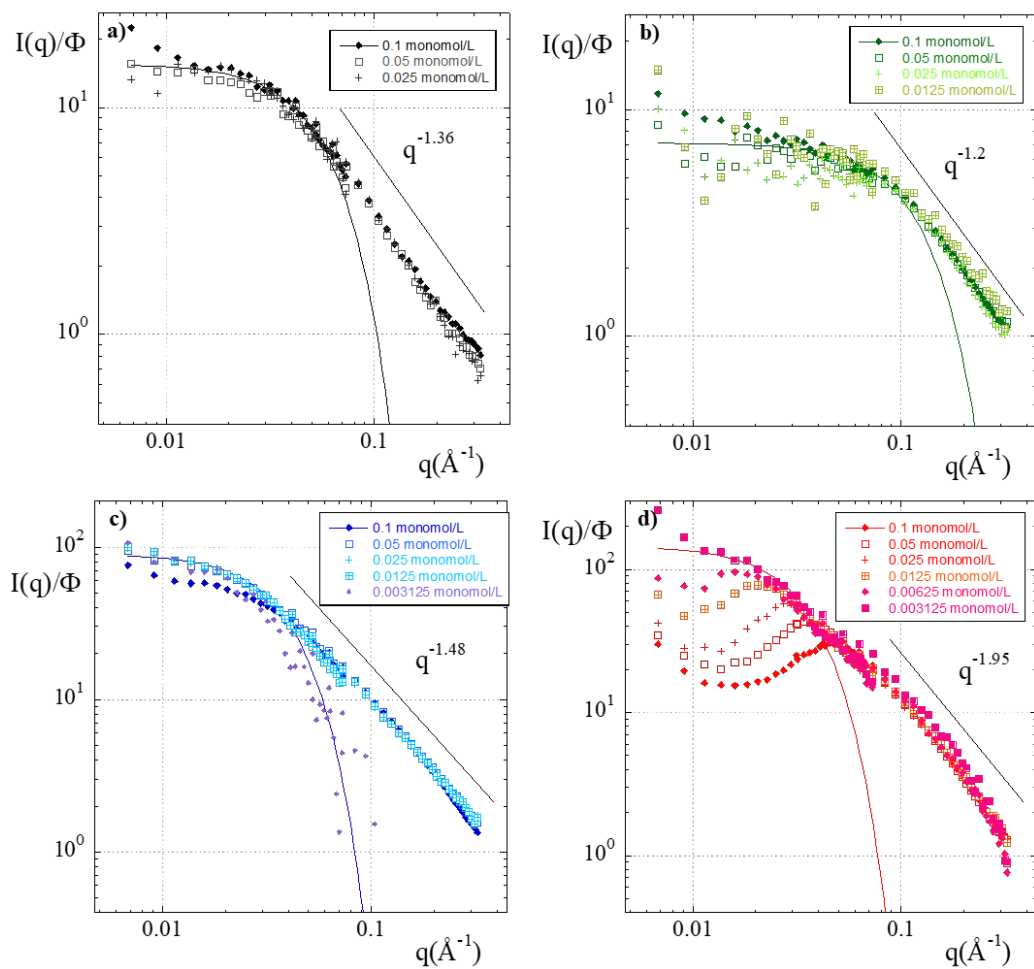 a)
I(q)/Φ
0.1 monomol/L
0.05 monomol/L
0.025 monomol/L
10¹
q^-1.36
10⁰
0.01
0.1
q(Å⁻¹)
b)
I(q)/Φ
0.1 monomol/L
0.05 monomol/L
0.025 monomol/L
0.0125 monomol/L
10¹
q^-1.2
10⁰
0.01
0.1
q(Å⁻¹)
c)
I(q)/Φ
0.1 monomol/L
0.05 monomol/L
0.025 monomol/L
0.0125 monomol/L
0.003125 monomol/L
10²
q^-1.48
10¹
10⁰
0.01
0.1
q(Å⁻¹)
d)
I(q)/Φ
0.1 monomol/L
0.05 monomol/L
0.025 monomol/L
0.0125 monomol/L
0.00625 monomol/L
0.003125 monomol/L
10²
q^-1.95
10¹
10⁰
0.01
0.1
q(Å⁻¹)